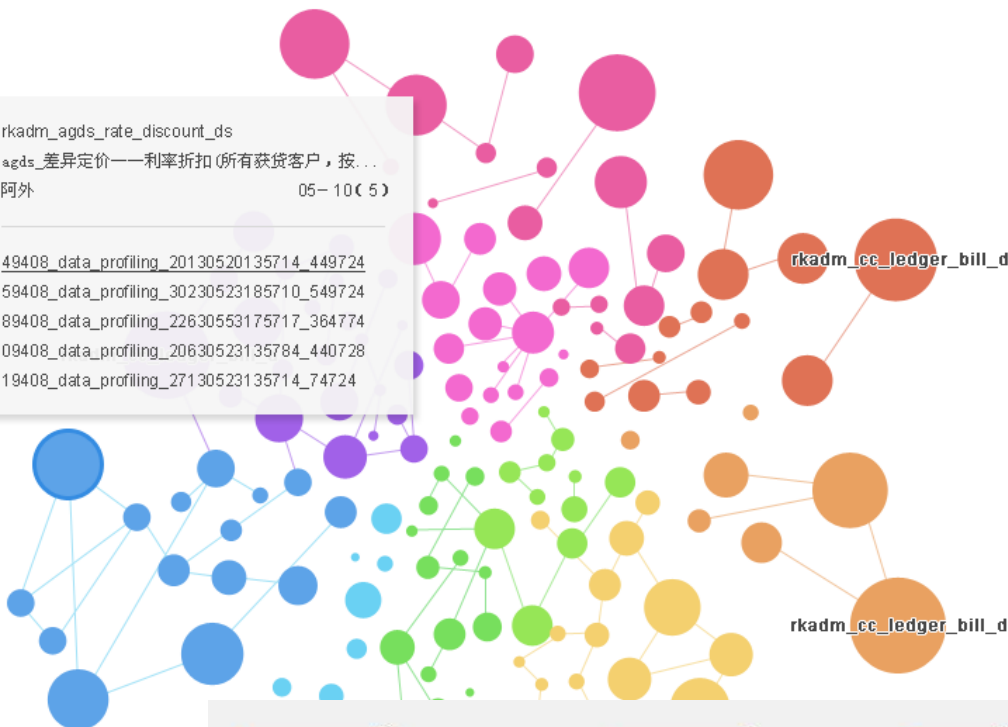 rkadm_agds_rate_discount_ds
agds_差异定价——利率折扣(所有获贷客户，按...
阿外 05-10(5)
49408_data_profiling_20130520135714_449724
59408_data_profiling_30230523185710_549724
89408_data_profiling_22630553175717_364774
09408_data_profiling_20630523135784_440728
19408_data_profiling_27130523135714_74724
rkadm_cc_ledger_bill_d
rkadm_cc_ledger_bill_d